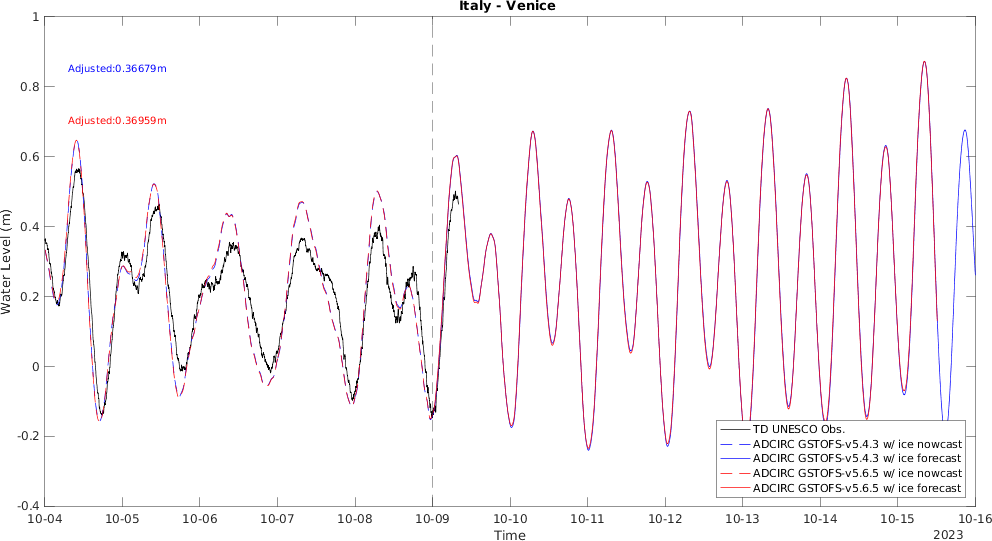 Italy - Venice
1
0.8
0.6
0.4
0.2
0
-0.2
-0.4
Water Level (m)
Adjusted:0.36679m
Adjusted:0.36959m
TD UNESCO Obs.
ADCIRC GSTOFS-v5.4.3 w/ ice nowcast
ADCIRC GSTOFS-v5.4.3 w/ ice forecast
ADCIRC GSTOFS-v5.6.5 w/ ice nowcast
ADCIRC GSTOFS-v5.6.5 w/ ice forecast
10-04 10-05 10-06 10-07 10-08 10-09 10-10 10-11 10-12 10-13 10-14 10-15 10-16
Time
2023